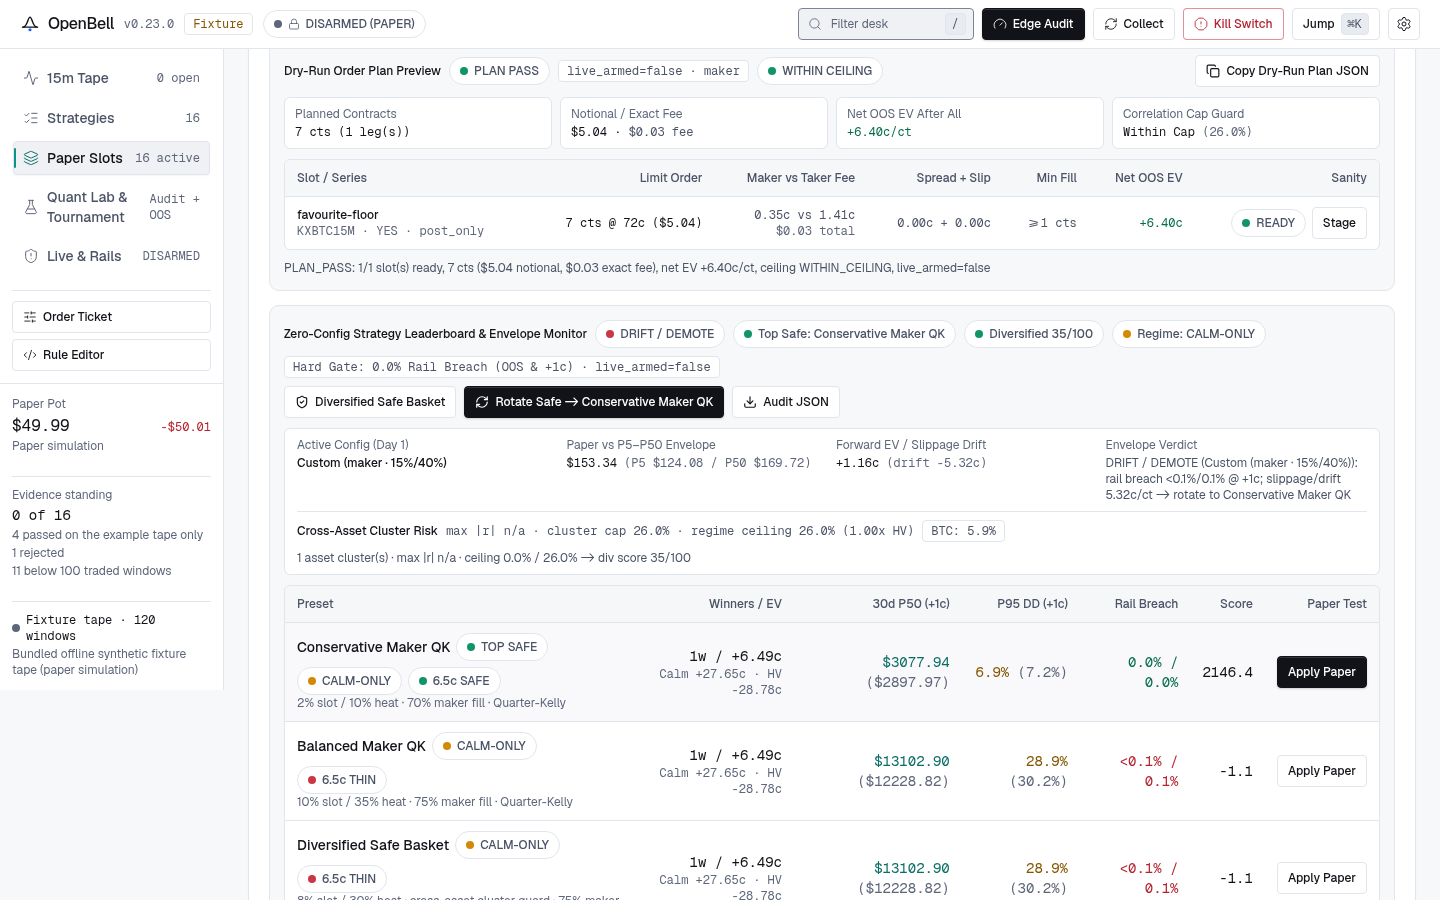 OpenBell v0.23.0 Fixture DISARMED (PAPER) Filter desk / Edge Audit Collect Kill Switch Jump ⌘K
15m Tape 0 open
Strategies 16
Paper Slots 16 active
Quant Lab & Tournament Audit + OOS
Live & Rails DISARMED
Order Ticket
Rule Editor
Paper Pot
$49.99 -$50.01
Paper simulation
Evidence standing
0 of 16
4 passed on the example tape only
1 rejected
11 below 100 traded windows
Fixture tape · 120
windows
Bundled offline synthetic fixture
tape (paper simulation)
Dry-Run Order Plan Preview PLAN PASS live_armed=false · maker WITHIN CEILING Copy Dry-Run Plan JSON
Planned Contracts
7 cts (1 leg(s))
Notional / Exact Fee
$5.04 · $0.03 fee
Net OOS EV After All
+6.40c/ct
Correlation Cap Guard
Within Cap (26.0%)
Slot / Series Limit Order Maker vs Taker Fee Spread + Slip Min Fill Net OOS EV Sanity
favourite-floor 7 cts @ 72c ($5.04) 0.35c vs 1.41c 0.00c + 0.00c ≥1 cts +6.40c READY Stage
KXBTC15M · YES · post_only $0.03 total
PLAN_PASS: 1/1 slot(s) ready, 7 cts ($5.04 notional, $0.03 exact fee), net EV +6.40c/ct, ceiling WITHIN_CEILING, live_armed=false
Zero-Config Strategy Leaderboard & Envelope Monitor DRIFT / DEMOTE Top Safe: Conservative Maker QK Diversified 35/100 Regime: CALM-ONLY
Hard Gate: 0.0% Rail Breach (OOS & +1c) · live_armed=false
Diversified Safe Basket Rotate Safe → Conservative Maker QK Audit JSON
Active Config (Day 1)
Custom (maker · 15%/40%)
Paper vs P5–P50 Envelope
$153.34 (P5 $124.08 / P50 $169.72)
Forward EV / Slippage Drift
+1.16c (drift -5.32c)
Envelope Verdict
DRIFT / DEMOTE (Custom (maker · 15%/40%)):
rail breach <0.1%/0.1% @ +1c; slippage/drift
5.32c/ct → rotate to Conservative Maker QK
Cross-Asset Cluster Risk max |r| n/a · cluster cap 26.0% · regime ceiling 26.0% (1.00x HV) BTC: 5.9%
1 asset cluster(s) · max |r| n/a · ceiling 0.0% / 26.0% → div score 35/100
Preset Winners / EV 30d P50 (+1c) P95 DD (+1c) Rail Breach Score Paper Test
Conservative Maker QK TOP SAFE
CALM-ONLY 6.5c SAFE
2% slot / 10% heat · 70% maker fill · Quarter-Kelly
1w / +6.49c
Calm +27.65c · HV
-28.78c
$3077.94
($2897.97)
6.9% (7.2%)
0.0% /
0.0%
2146.4
Apply Paper
Balanced Maker QK CALM-ONLY
6.5c THIN
10% slot / 35% heat · 75% maker fill · Quarter-Kelly
1w / +6.49c
Calm +27.65c · HV
-28.78c
$13102.90
($12228.82)
28.9%
(30.2%)
<0.1% /
0.1%
-1.1
Apply Paper
Diversified Safe Basket CALM-ONLY
6.5c THIN
8% slot / 30% heat · cross-asset cluster guard · 75% maker
1w / +6.49c
Calm +27.65c · HV
-28.78c
$13102.90
($12228.82)
28.9%
(30.2%)
<0.1% /
0.1%
-1.1
Apply Paper